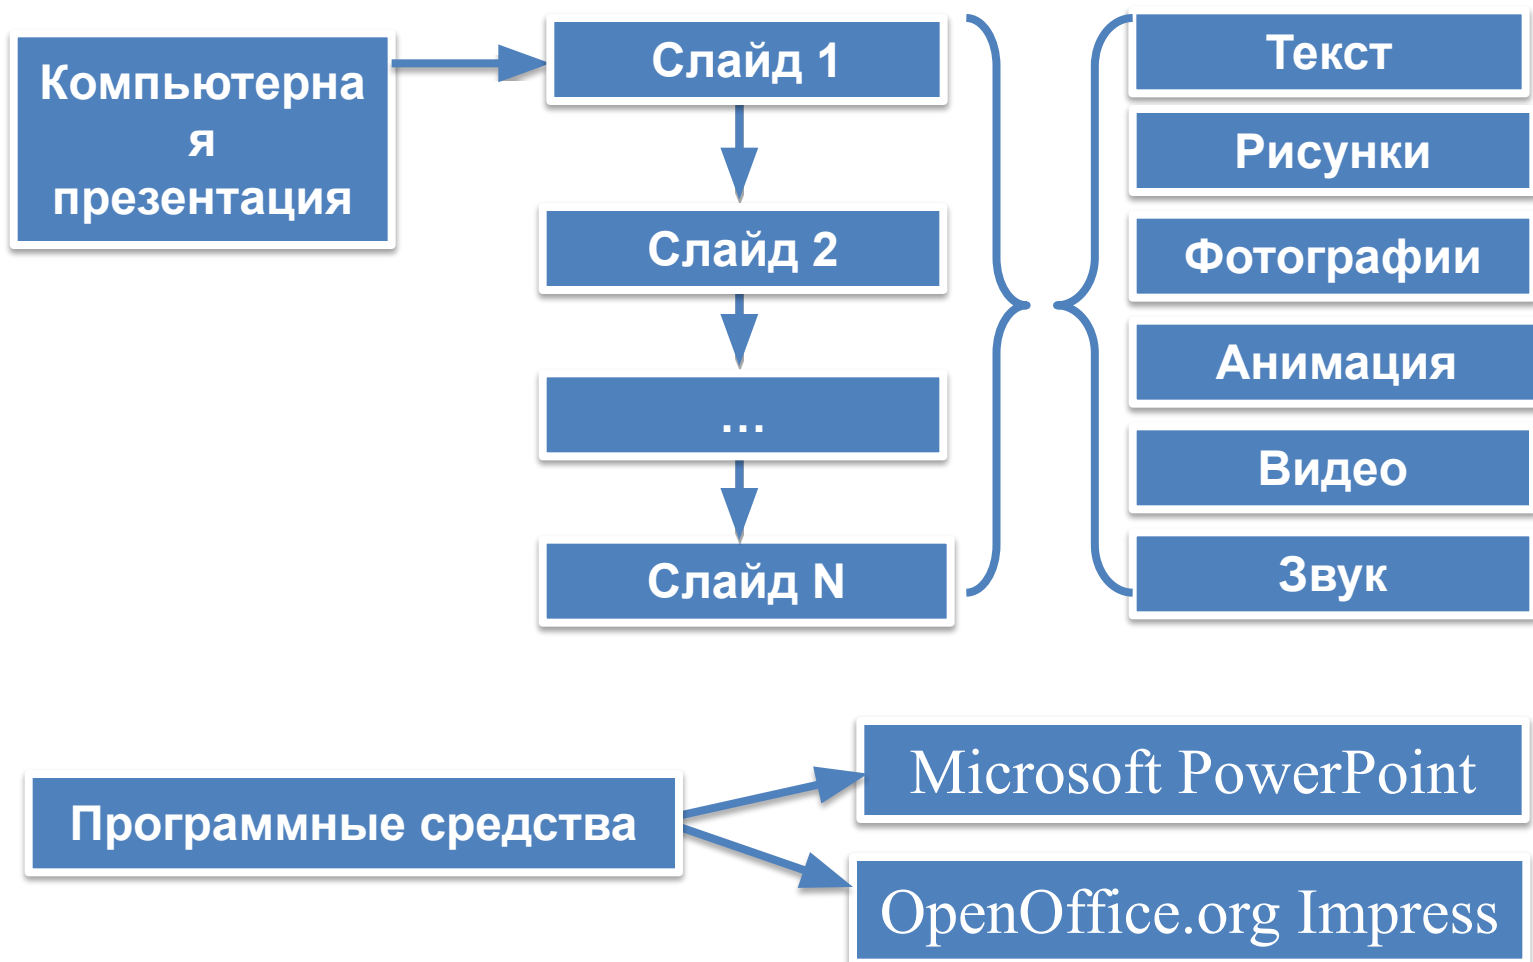 Компьютерна
я
презентация
Слайд 1
Слайд 2
...
Слайд N
Текст
Рисунки
Фотографии
Анимация
Видео
Звук
Программные средства
Microsoft PowerPoint
OpenOffice.org Impress